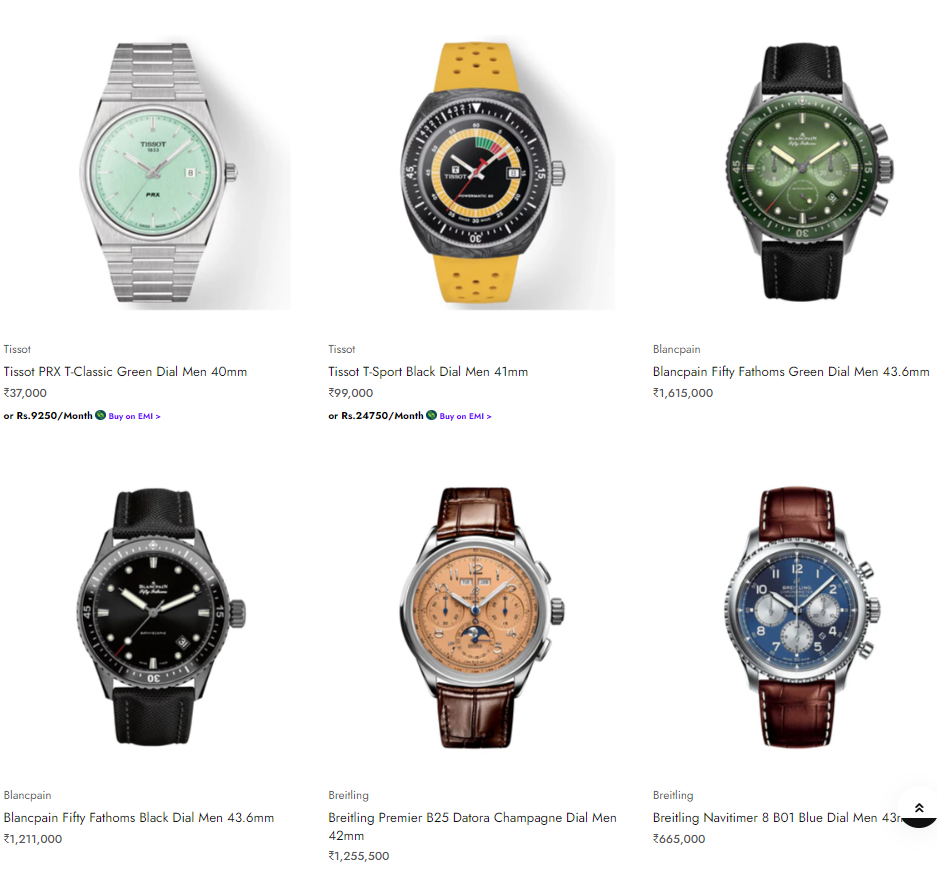 TISSOT
1853
PRX
TISSOT
POWERMATIC 80
BLANCPAIN
Fifty Fathoms
Tissot
Tissot PRX T-Classic Green Dial Men 40mm
₹37,000
or Rs.9250/Month Buy on EMI >
Tissot
Tissot T-Sport Black Dial Men 41mm
₹99,000
or Rs.24750/Month Buy on EMI >
Blancpain
Blancpain Fifty Fathoms Green Dial Men 43.6mm
₹1,615,000
BLANCPAIN
Fifty Fathoms
BATHYSCAPHE
BREITLING
Blancpain
Blancpain Fifty Fathoms Black Dial Men 43.6mm
₹1,211,000
Breitling
Breitling Premier B25 Datora Champagne Dial Men
42mm
₹1,255,500
Breitling
Breitling Navitimer 8 B01 Blue Dial Men
₹665,000